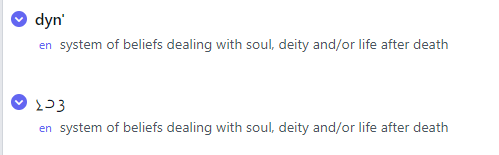 dyn'
en system of beliefs dealing with soul, deity and/or life after death
𐭣𐭩𐭭
en system of beliefs dealing with soul, deity and/or life after death